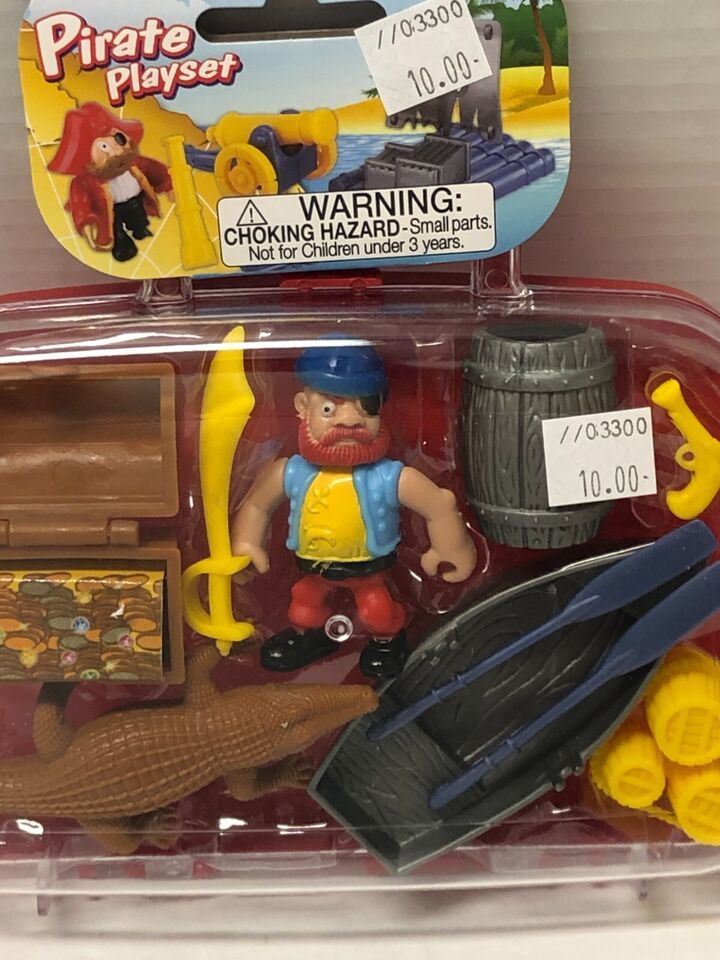 Pirate
Playset
//03300
10.00-
WARNING:
CHOKING HAZARD-Small parts.
Not for Children under 3 years.
//03300
10.00-